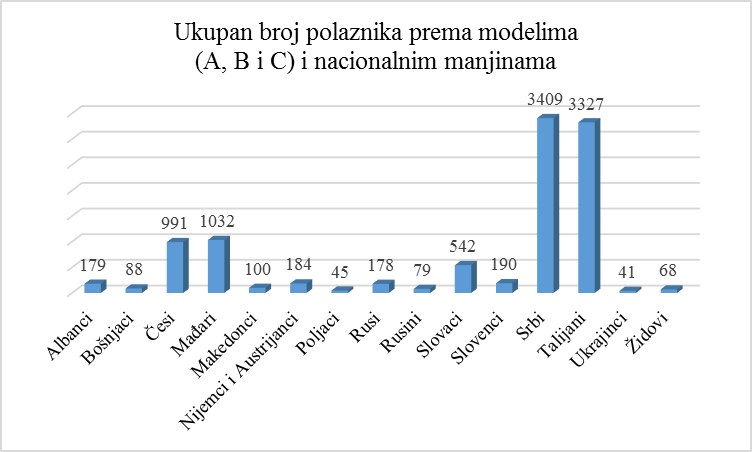 Ukupan broj polaznika prema modelima
(A, B i C) i nacionalnim manjinama
179
88
991
1032
100
184
45
178
79
542
190
3409
3327
41
68
Albanci
Bošnjaci
Česi
Mađari
Makedonci
Nijemci i Austrijanci
Poljaci
Rusi
Rusini
Slovaci
Slovenci
Srbi
Talijani
Ukrajinci
Židovi